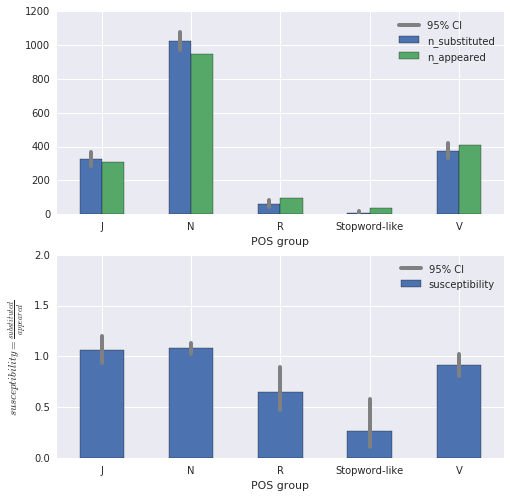 1200
1000
800
600
400
200
0
95% CI
n_substituted
n_appeared
J N R Stopword-like V
POS group
2.0
1.5
1.0
0.5
0.0
susceptibility = substituted/appeared
95% CI
susceptibility
J N R Stopword-like V
POS group